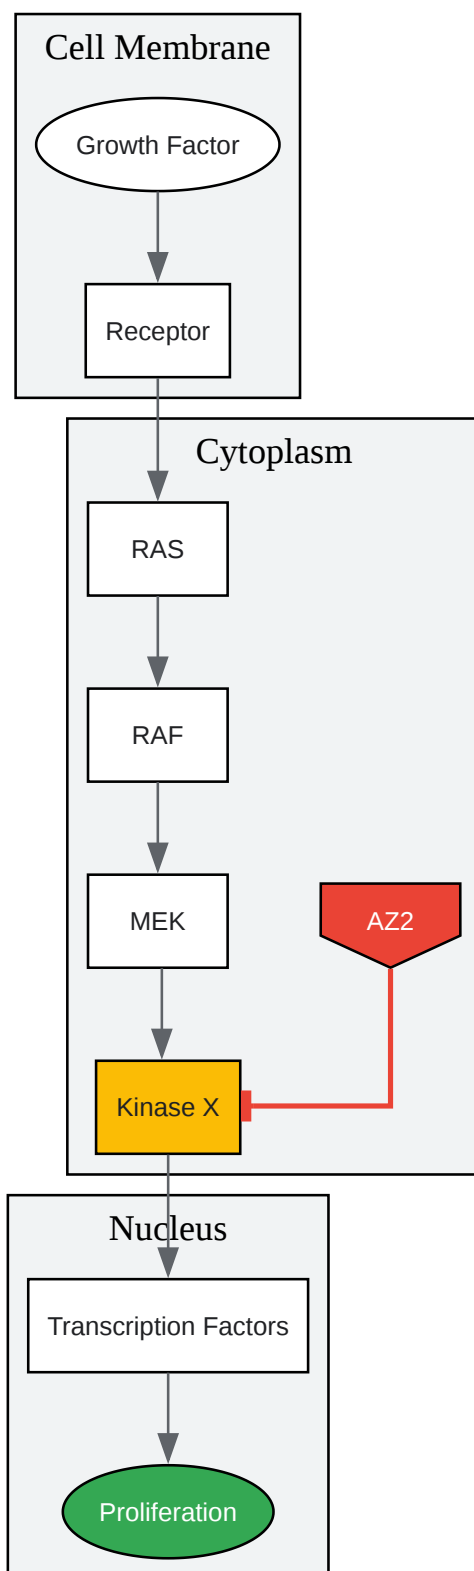 Cell Membrane
Growth Factor
Receptor
Cytoplasm
RAS
RAF
MEK
AZ2
Kinase X
Nucleus
Transcription Factors
Proliferation